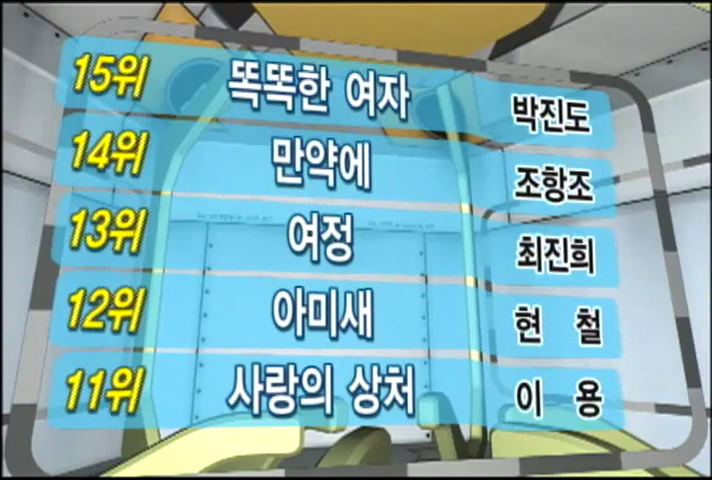 15위 똑똑한 여자 박진도
14위 만약에 조항조
13위 여정 최진희
12위 아미새 현 철
11위 사랑의 상처 이 용